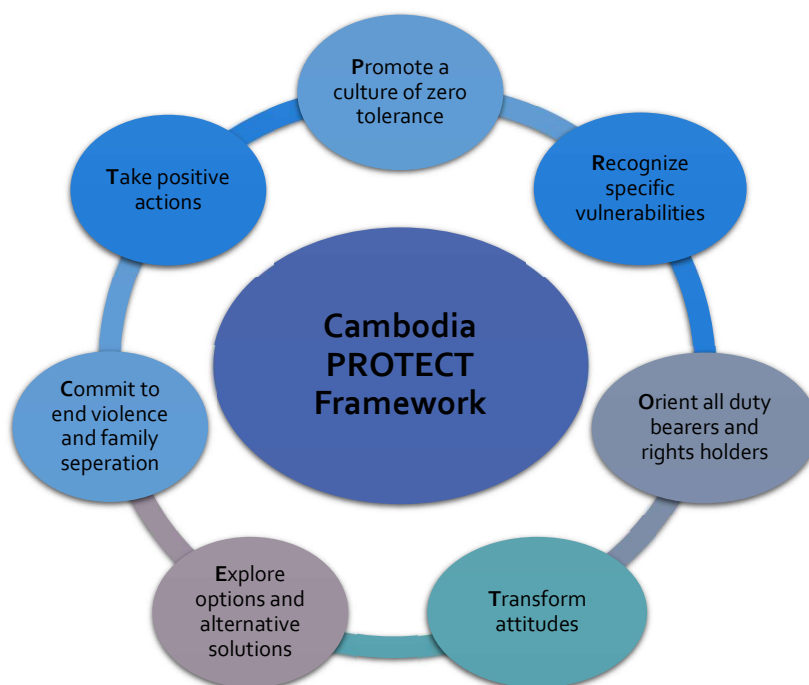 Promote a
culture of zero
tolerance
Recognize
specific
vulnerabilities
Orient all duty
bearers and
rights holders
Transform
attitudes
Explore
options and
alternative
solutions
Commit to
end violence
and family
seperation
Take positive
actions
Cambodia
PROTECT
Framework